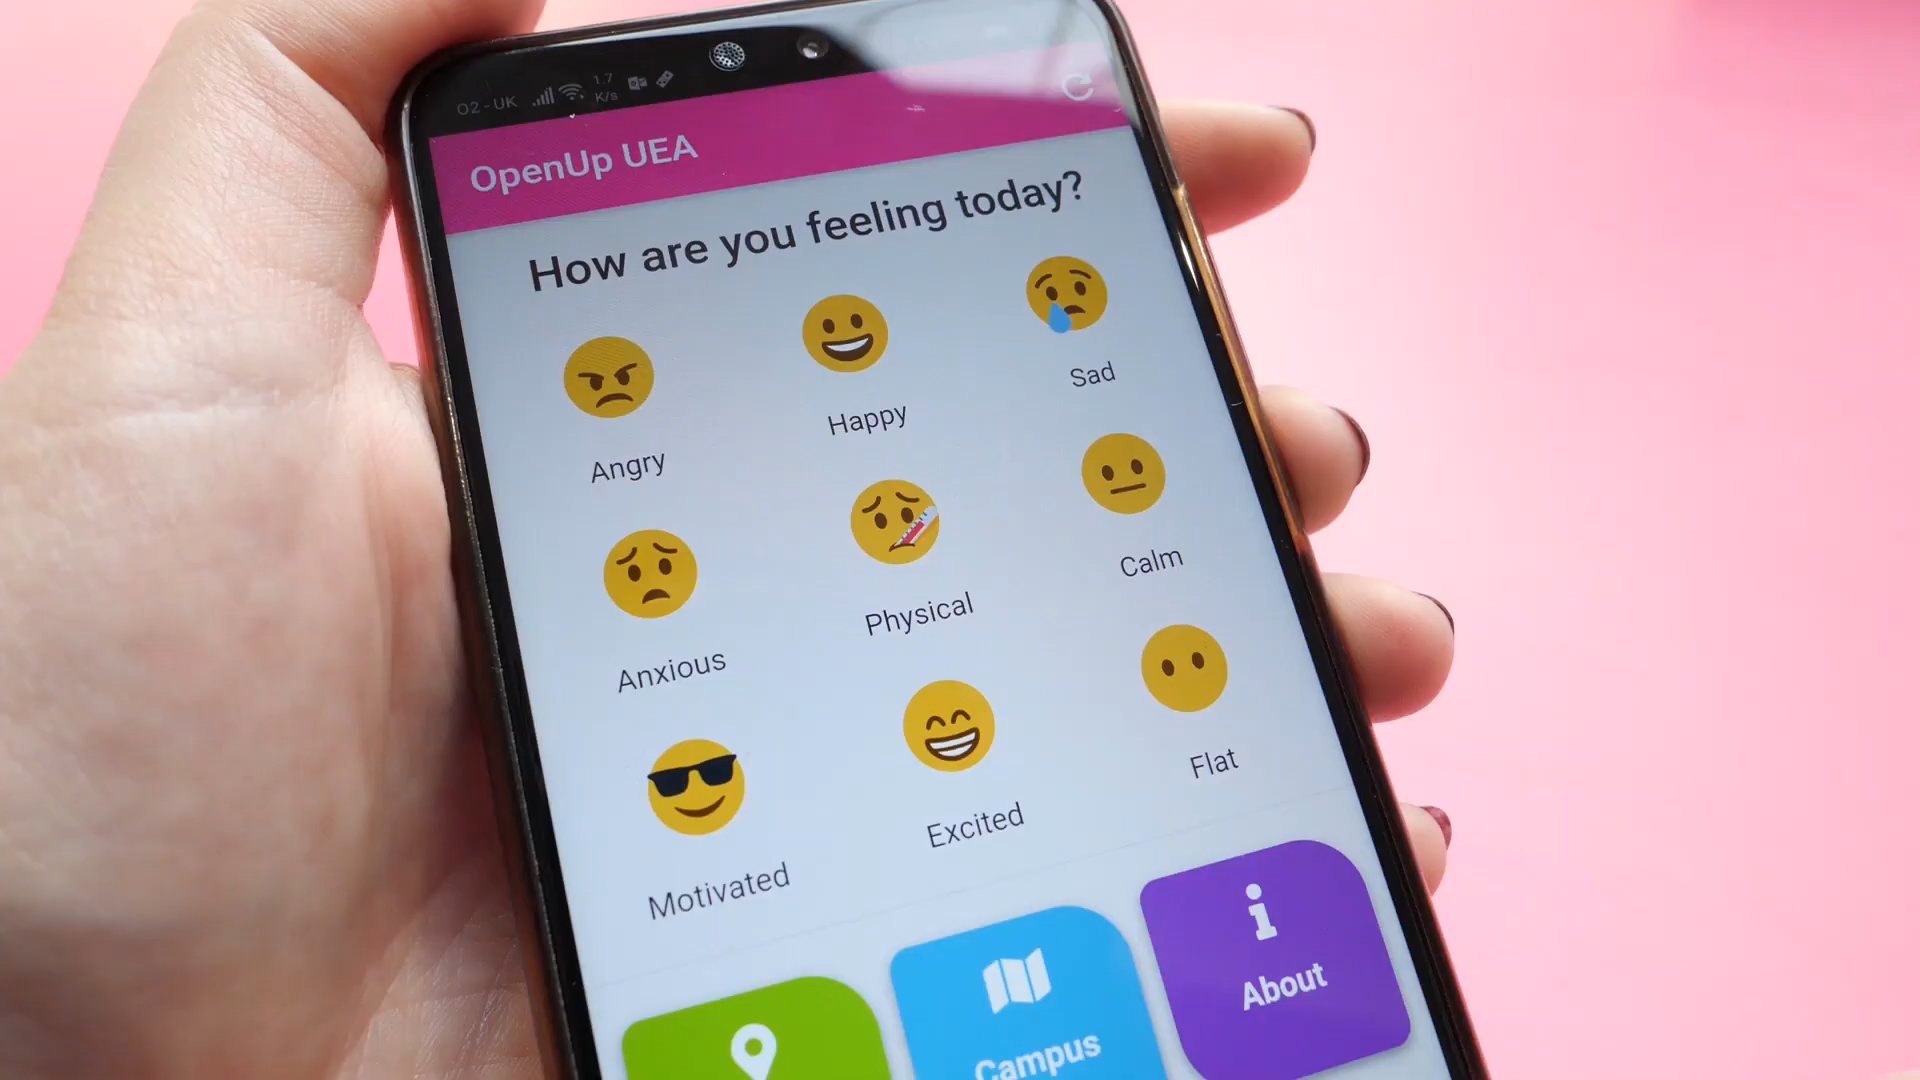 O2-UK 1.7 K/s
OpenUp UEA
How are you feeling today?
Angry Happy Sad
Anxious Physical Calm
Motivated Excited Flat
Campus About